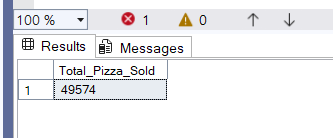 100 % 1 0
Results Messages
Total_Pizza_Sold
1 49574